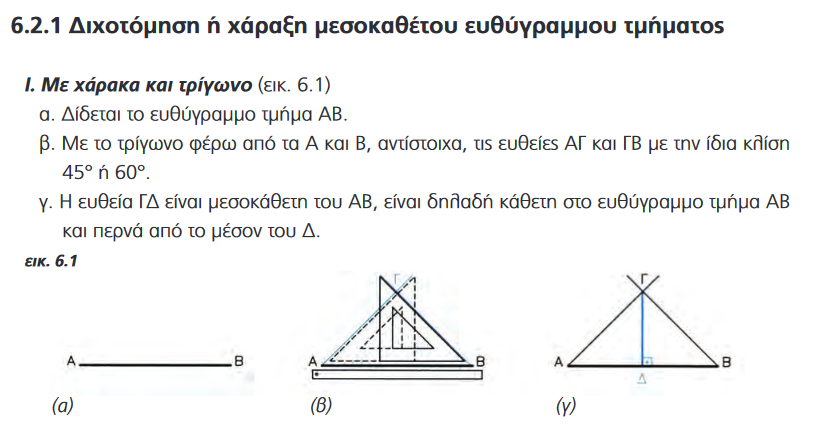 6.2.1 Διχοτόμηση ή χάραξη μεσοκαθέτου ευθύγραμμου τμήματος
Ι. Με χάρακα και τρίγωνο (εικ. 6.1)
α. Δίδεται το ευθύγραμμο τμήμα ΑΒ.
β. Με το τρίγωνο φέρω από τα Α και Β, αντίστοιχα, τις ευθείες ΑΓ και ΓΒ με την ίδια κλίση
45° ή 60°.
γ. Η ευθεία ΓΔ είναι μεσοκάθετη του ΑΒ, είναι δηλαδή κάθετη στο ευθύγραμμο τμήμα ΑΒ
και περνά από το μέσον του Δ.
εικ. 6.1
Γ Γ
Α Β Α Β Α Β
Δ
(α) (β) (γ)